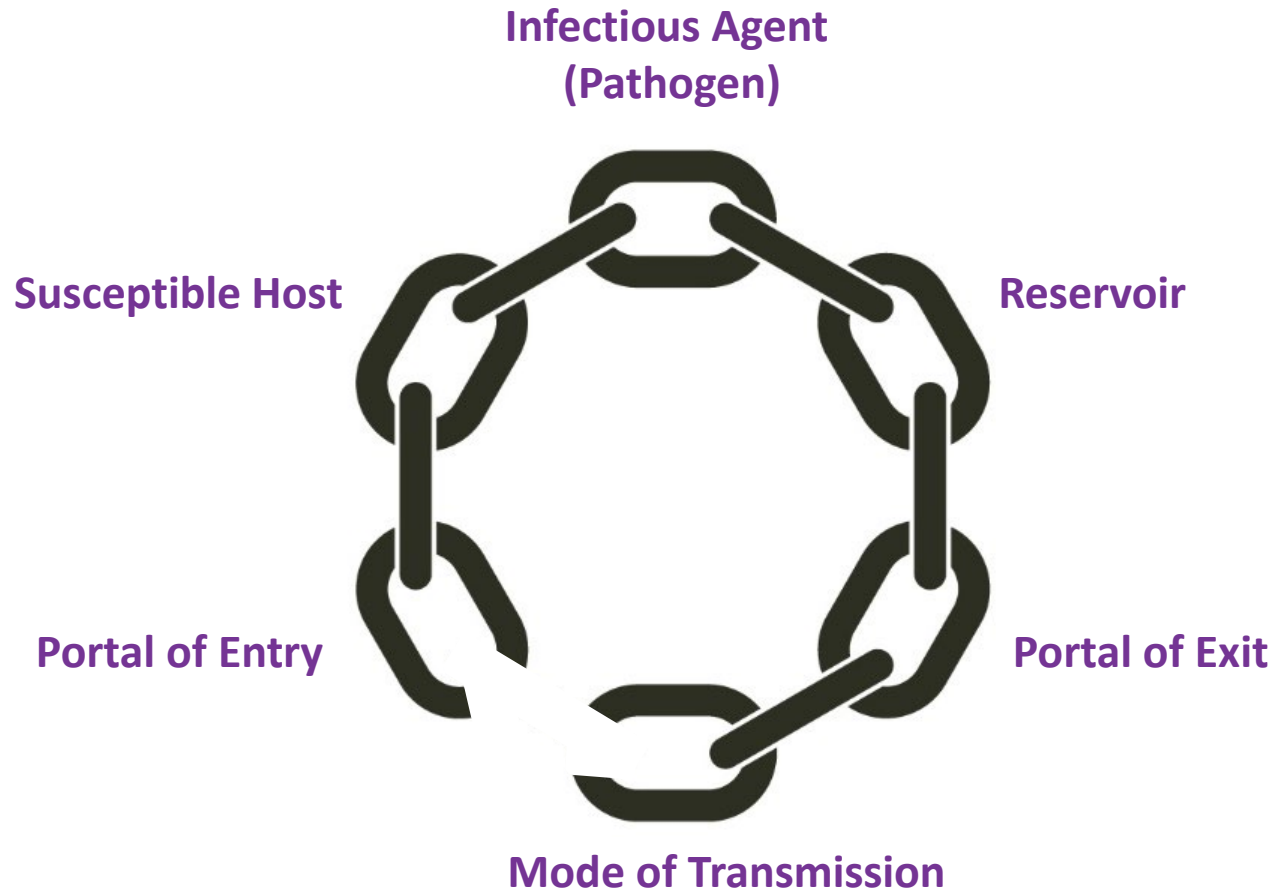 Infectious Agent
(Pathogen)
Susceptible Host
Reservoir
Portal of Entry
Portal of Exit
Mode of Transmission